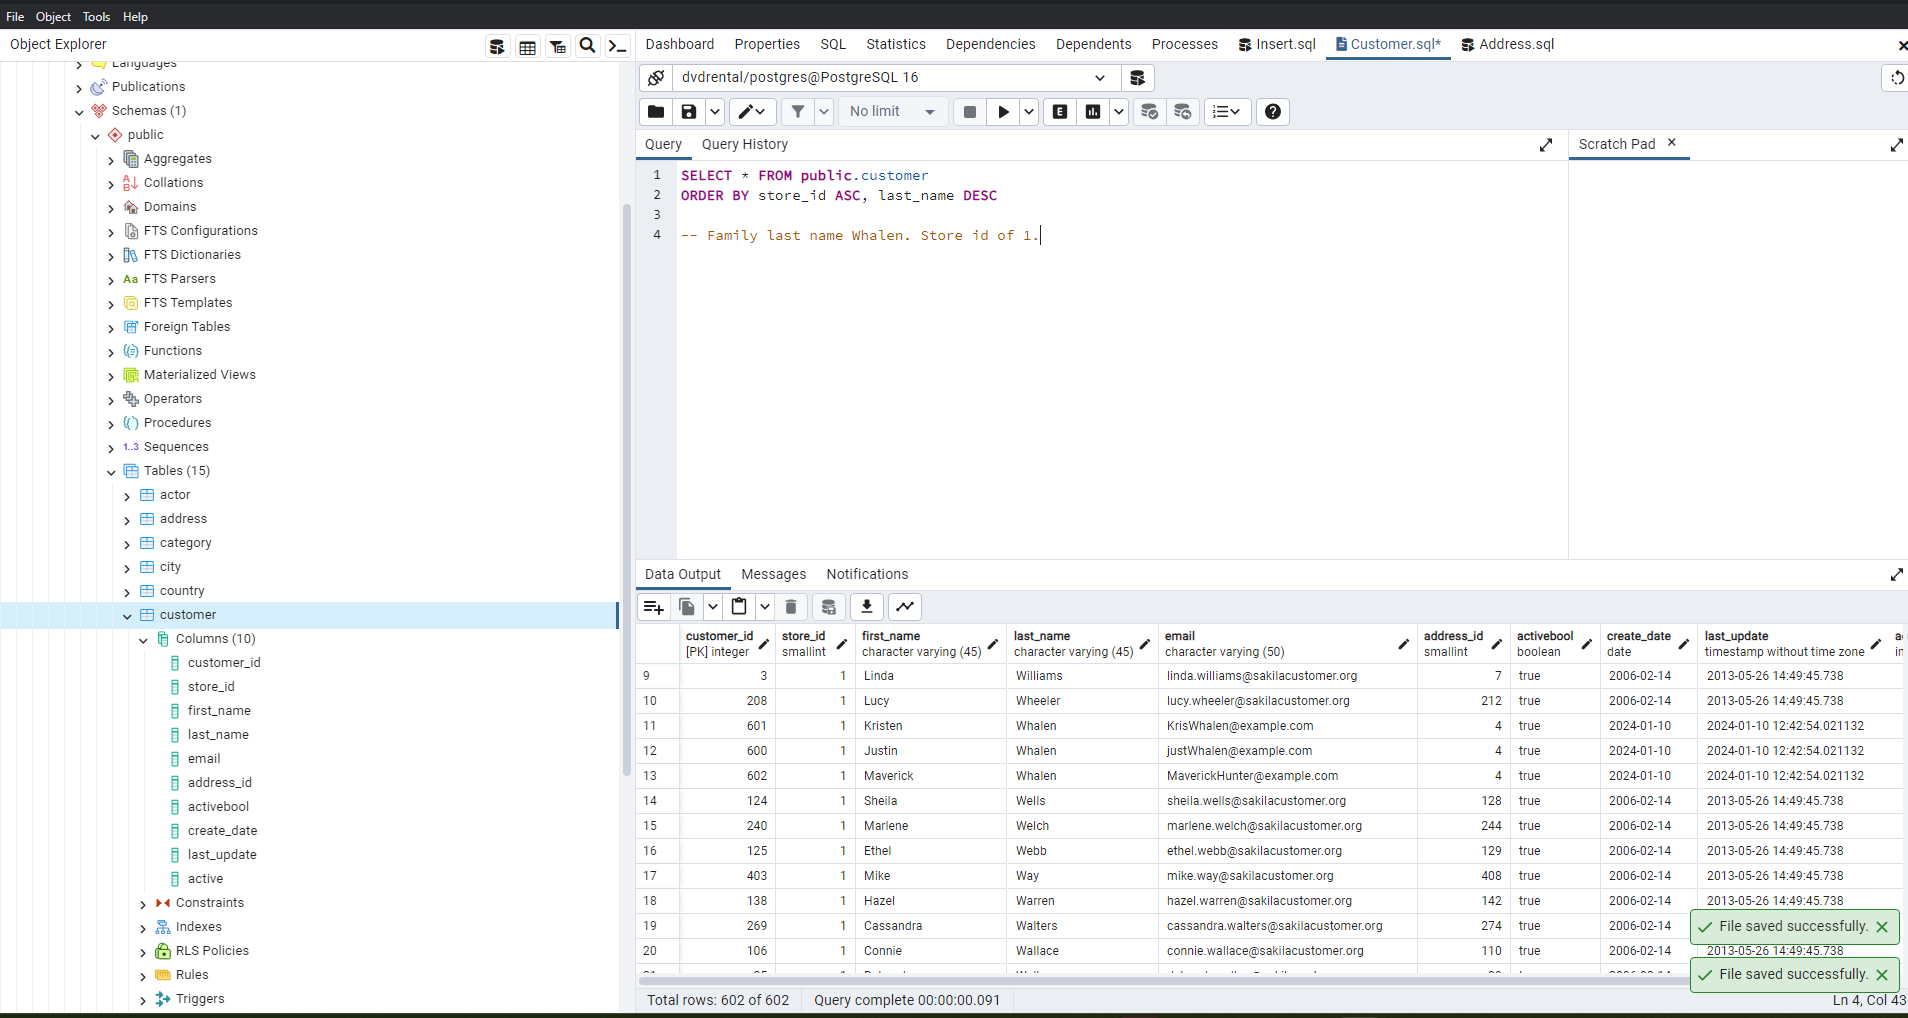 File Object Tools Help
Object Explorer
Dashboard Properties SQL Statistics Dependencies Dependents Processes Insert.sql Customer.sql* Address.sql
Languages
Publications
Schemas (1)
public
Aggregates
Collations
Domains
FTS Configurations
FTS Dictionaries
Aa FTS Parsers
FTS Templates
Foreign Tables
Functions
Materialized Views
Operators
Procedures
1..3 Sequences
Tables (15)
actor
address
category
city
country
customer
Columns (10)
customer_id
store_id
first_name
last_name
email
address_id
activebool
create_date
last_update
active
Constraints
Indexes
RLS Policies
Rules
Triggers
dvdrental/postgres@PostgreSQL 16
No limit E
Query Query History
Scratch Pad
1 SELECT * FROM public.customer
2 ORDER BY store_id ASC, last_name DESC
3
4 -- Family last name Whalen. Store id of 1.
Data Output Messages Notifications
customer_id store_id first_name last_name email address_id activebool create_date last_update
[PK] integer smallint character varying (45) character varying (45) character varying (50) smallint boolean date timestamp without time zone
9 3 1 Linda Williams linda.williams@sakilacustomer.org 7 true 2006-02-14 2013-05-26 14:49:45.738
10 208 1 Lucy Wheeler lucy.wheeler@sakilacustomer.org 212 true 2006-02-14 2013-05-26 14:49:45.738
11 601 1 Kristen Whalen KrisWhalen@example.com 4 true 2024-01-10 2024-01-10 12:42:54.021132
12 600 1 Justin Whalen justWhalen@example.com 4 true 2024-01-10 2024-01-10 12:42:54.021132
13 602 1 Maverick Whalen MaverickHunter@example.com 4 true 2024-01-10 2024-01-10 12:42:54.021132
14 124 1 Sheila Wells sheila.wells@sakilacustomer.org 128 true 2006-02-14 2013-05-26 14:49:45.738
15 240 1 Marlene Welch marlene.welch@sakilacustomer.org 244 true 2006-02-14 2013-05-26 14:49:45.738
16 125 1 Ethel Webb ethel.webb@sakilacustomer.org 129 true 2006-02-14 2013-05-26 14:49:45.738
17 403 1 Mike Way mike.way@sakilacustomer.org 408 true 2006-02-14 2013-05-26 14:49:45.738
18 138 1 Hazel Warren hazel.warren@sakilacustomer.org 142 true 2006-02-14 2013-05-26 14:49:45.738
19 269 1 Cassandra Walters cassandra.walters@sakilacustomer.org 274 true 2006-02-14
20 106 1 Connie Wallace connie.wallace@sakilacustomer.org 110 true 2006-02-14 2013-05-26 14:49:45.738
File saved successfully.
File saved successfully.
Total rows: 602 of 602 Query complete 00:00:00.091 Ln 4, Col 43